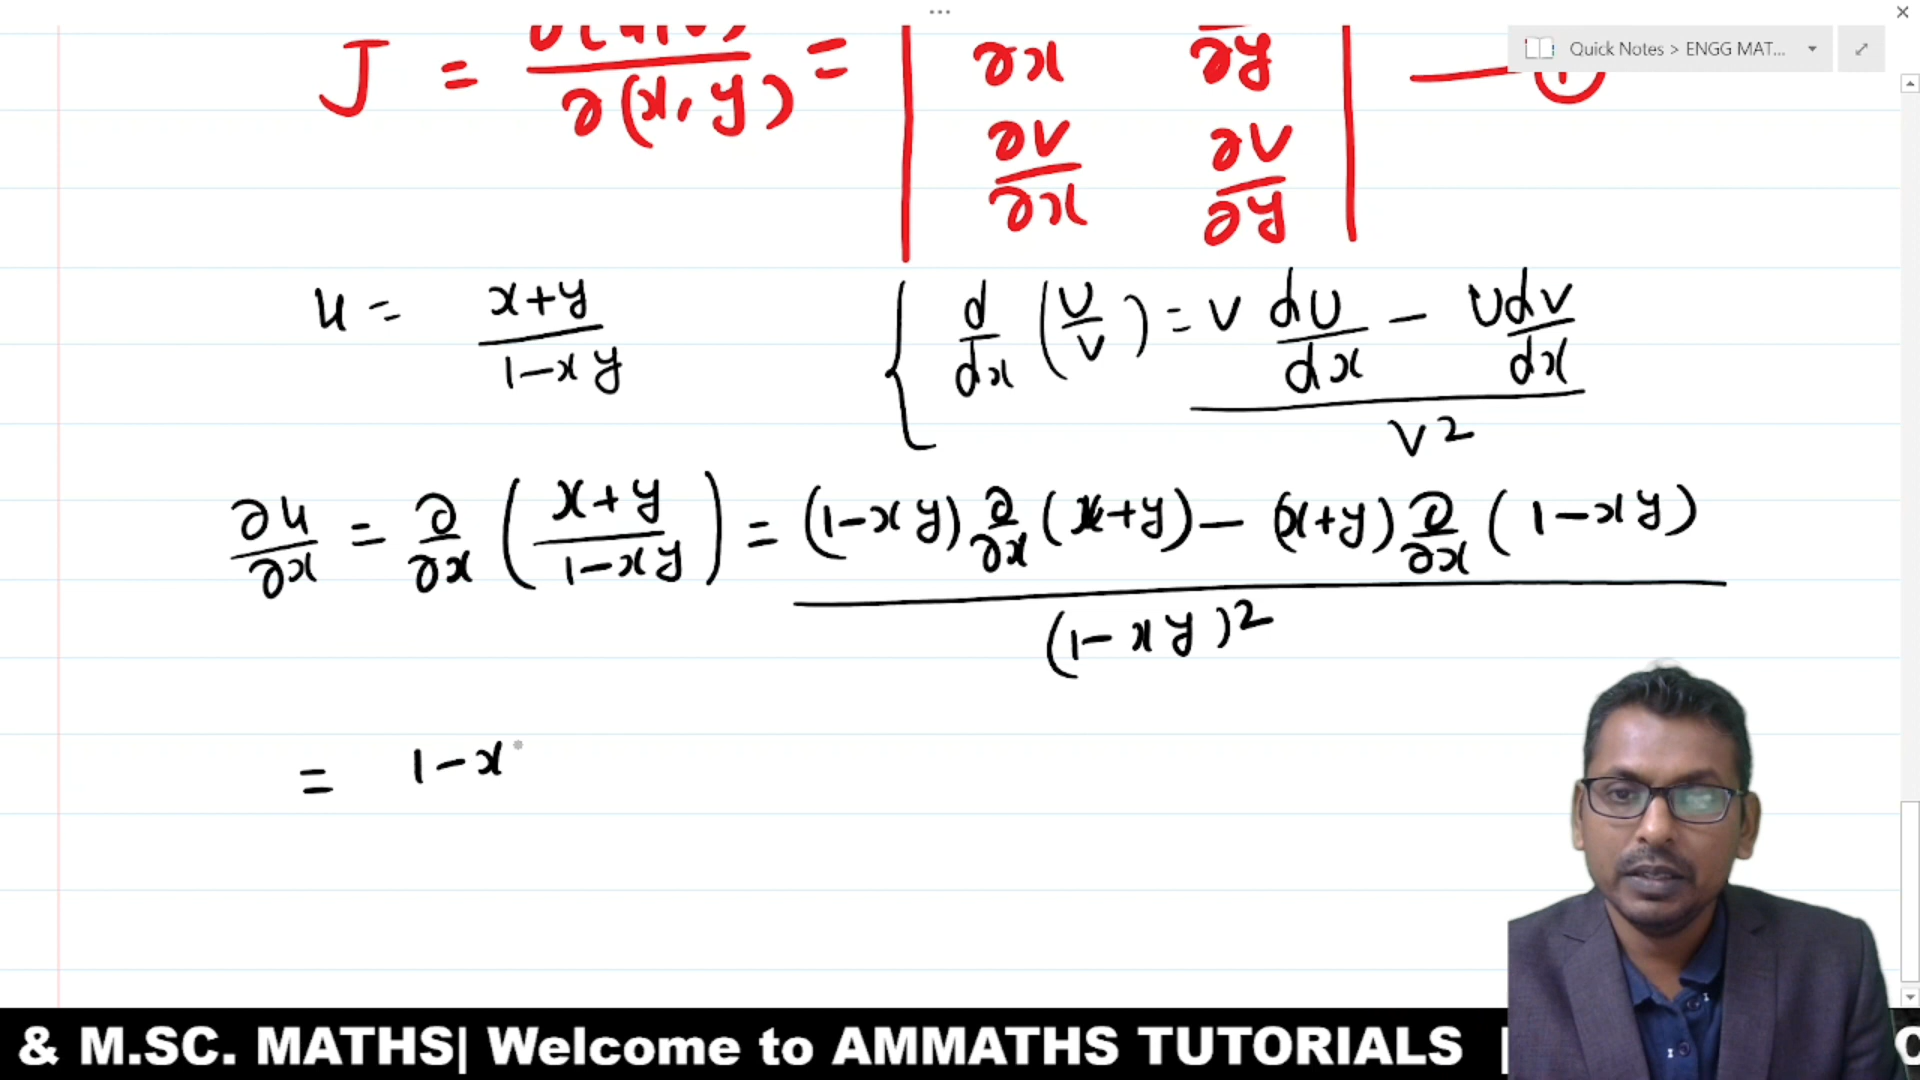 Quick Notes > ENGG MAT...
J = ∂(u,v)/∂(x,y) = | ∂x ∂y | — ①
∂v/∂x ∂v/∂y
u = x+y/1-xy { d/dx (U/V) = V dU/dx - U dV/dx / V²
∂u/∂x = ∂/∂x (x+y/1-xy) = (1-xy) ∂/∂x (x+y) - (x+y) ∂/∂x (1-xy) / (1-xy)²
= 1-x
& M.SC. MATHS| Welcome to AMMATHS TUTORIALS |